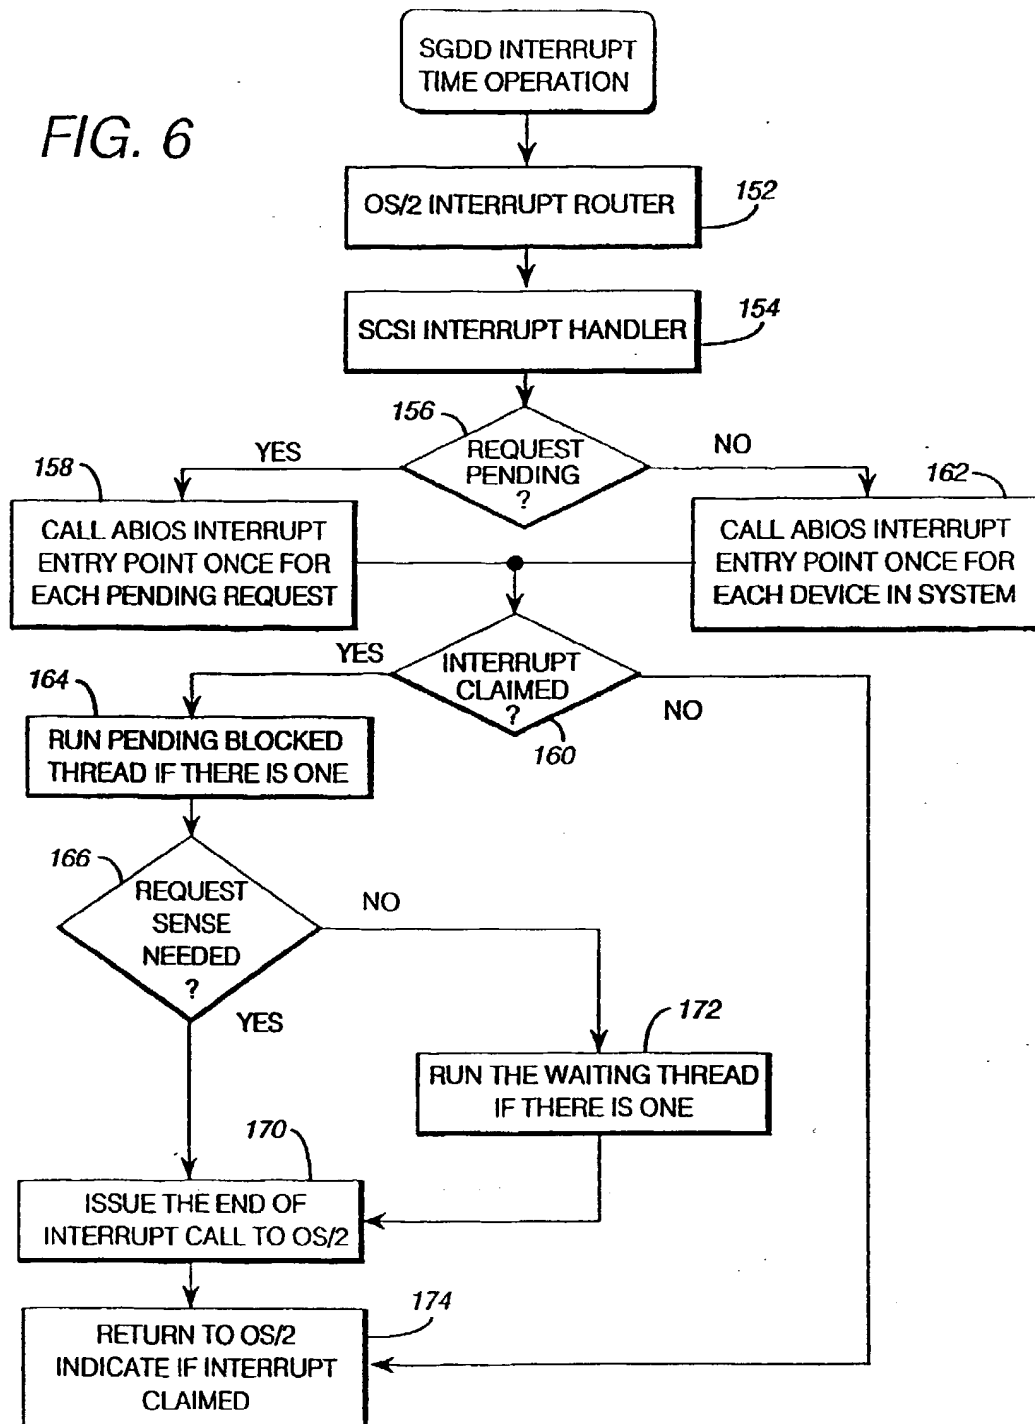 SGDD INTERRUPT
TIME OPERATION
FIG. 6
OS/2 INTERRUPT ROUTER
152
SCSI INTERRUPT HANDLER
154
156
REQUEST
PENDING
?
YES
NO
158
CALL ABIOS INTERRUPT
ENTRY POINT ONCE FOR
EACH PENDING REQUEST
162
CALL ABIOS INTERRUPT
ENTRY POINT ONCE FOR
EACH DEVICE IN SYSTEM
INTERRUPT
CLAIMED
?
YES
NO
160
164
RUN PENDING BLOCKED
THREAD IF THERE IS ONE
166
REQUEST
SENSE
NEEDED
?
NO
YES
172
RUN THE WAITING THREAD
IF THERE IS ONE
170
ISSUE THE END OF
INTERRUPT CALL TO OS/2
174
RETURN TO OS/2
INDICATE IF INTERRUPT
CLAIMED